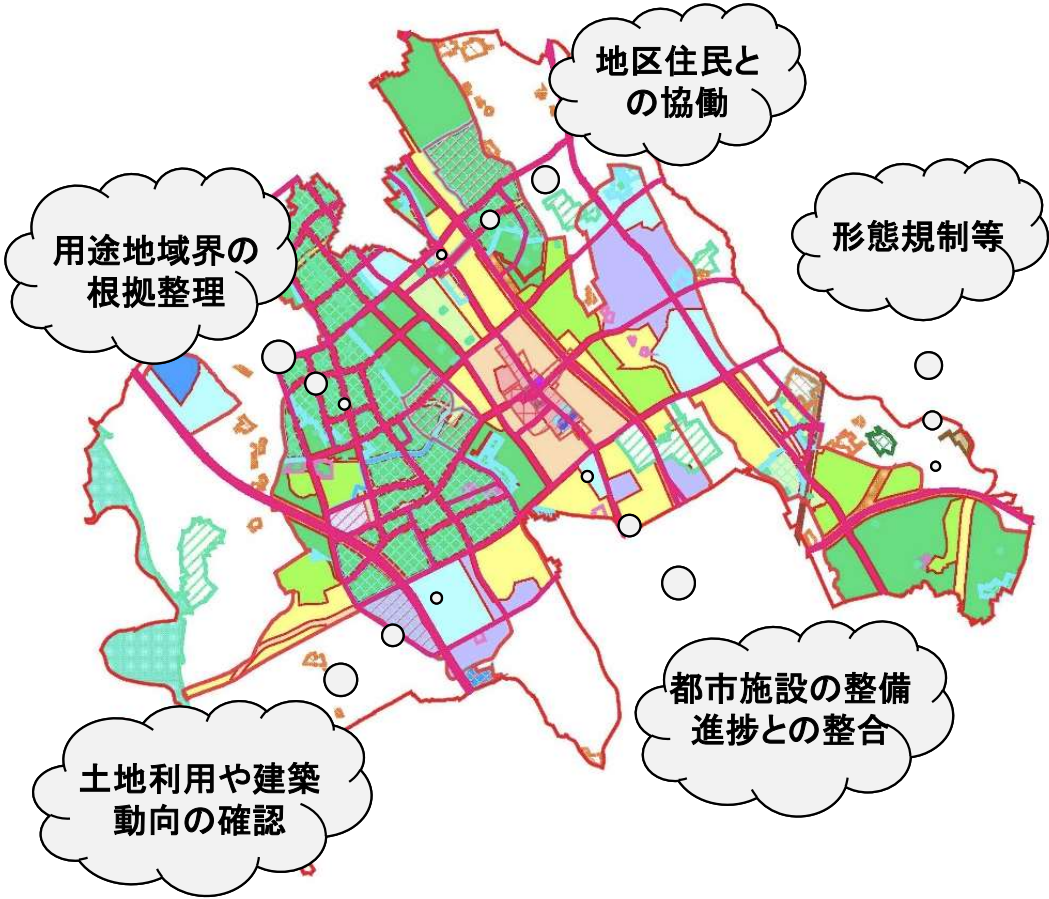 地区住民と
の協働
用途地域界の
根拠整理
形態規制等
都市施設の整備
進捗との整合
土地利用や建築
動向の確認